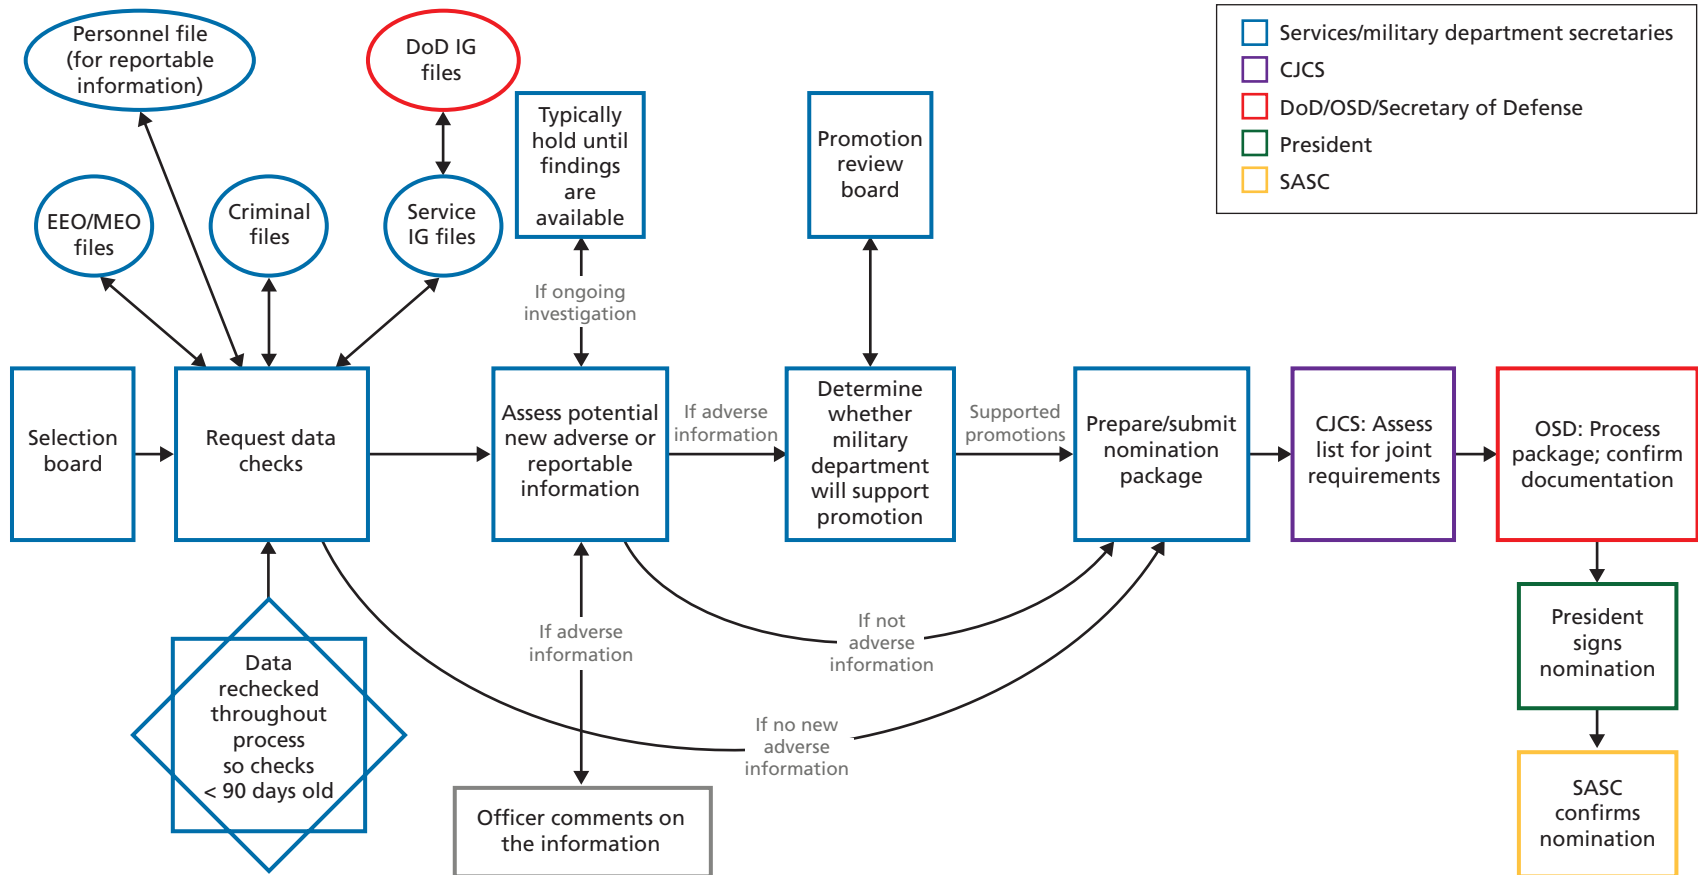 Personnel file
(for reportable
information)
DoD IG
files
EEO/MEO
files
Criminal
files
Service
IG files
Typically
hold until
findings
are
available
Promotion
review
board
Services/military department secretaries
CJCS
DoD/OSD/Secretary of Defense
President
SASC
If ongoing
investigation
Selection
board
Request data
checks
Assess potential
new adverse or
reportable
information
If adverse
information
Determine
whether
military
department
will support
promotion
Supported
promotions
Prepare/submit
nomination
package
CJCS: Assess
list for joint
requirements
OSD: Process
package; confirm
documentation
Data
rechecked
throughout
process
so checks
< 90 days old
If adverse
information
If not
adverse
information
If no new
adverse
information
Officer comments on
the information
President
signs
nomination
SASC
confirms
nomination